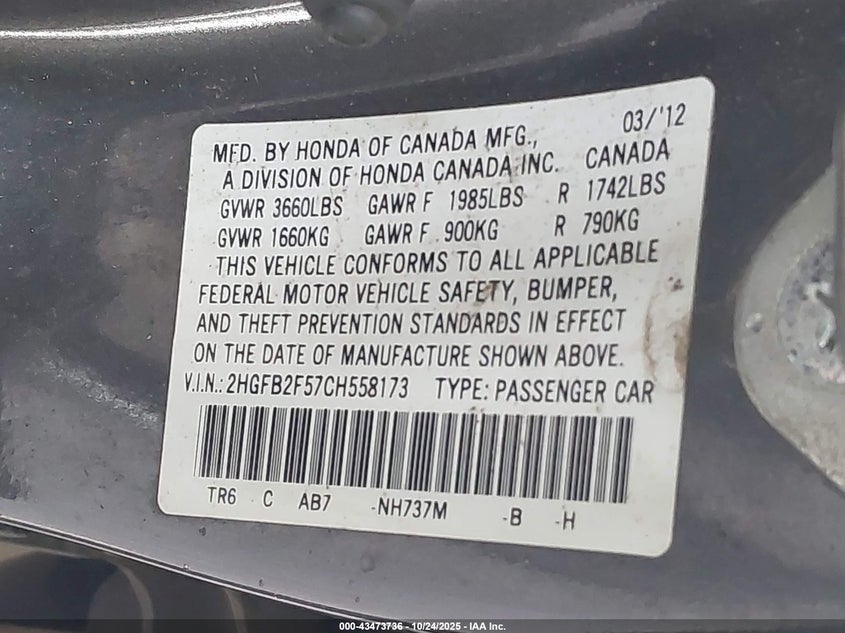 03/'12
MFD. BY HONDA OF CANADA MFG.,
A DIVISION OF HONDA CANADA INC. CANADA
GVWR 3660LBS GAWR F 1985LBS R 1742LBS
GVWR 1660KG GAWR F 900KG R 790KG
THIS VEHICLE CONFORMS TO ALL APPLICABLE
FEDERAL MOTOR VEHICLE SAFETY, BUMPER,
AND THEFT PREVENTION STANDARDS IN EFFECT
ON THE DATE OF MANUFACTURE SHOWN ABOVE.
V.I.N.: 2HGFB2F57CH558173 TYPE: PASSENGER CAR
TR6 C AB7 -NH737M -B -H
000-43473736 - 10/24/2025 - IAA Inc.